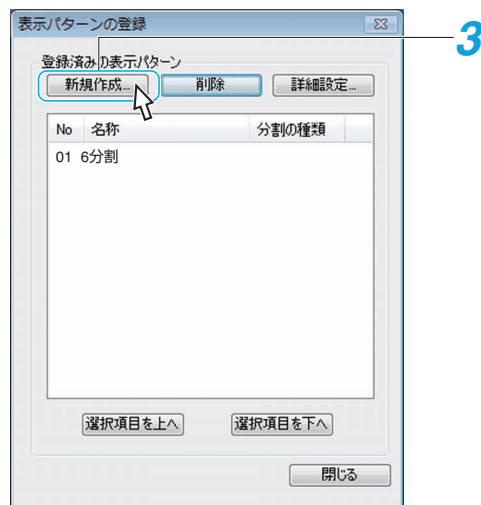 表示パターンの登録
3
登録済みの表示パターン
新規作成... 削除 詳細設定...
No 名称 分割の種類
01 6分割
選択項目を上へ 選択項目を下へ
閉じる